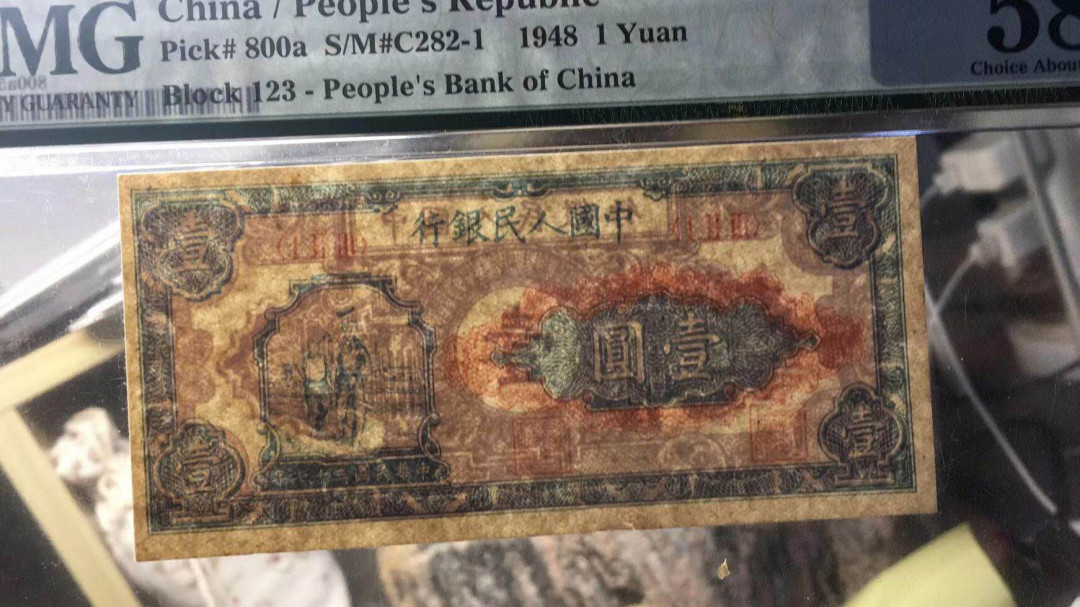 MG
China / People's Republic
Pick# 800a S/M#C282-1 1948 1 Yuan
Block 123 - People's Bank of China
GUARANTY
58
Choice Abou
行銀民人國中
壹
壹
圓壹
壹
壹